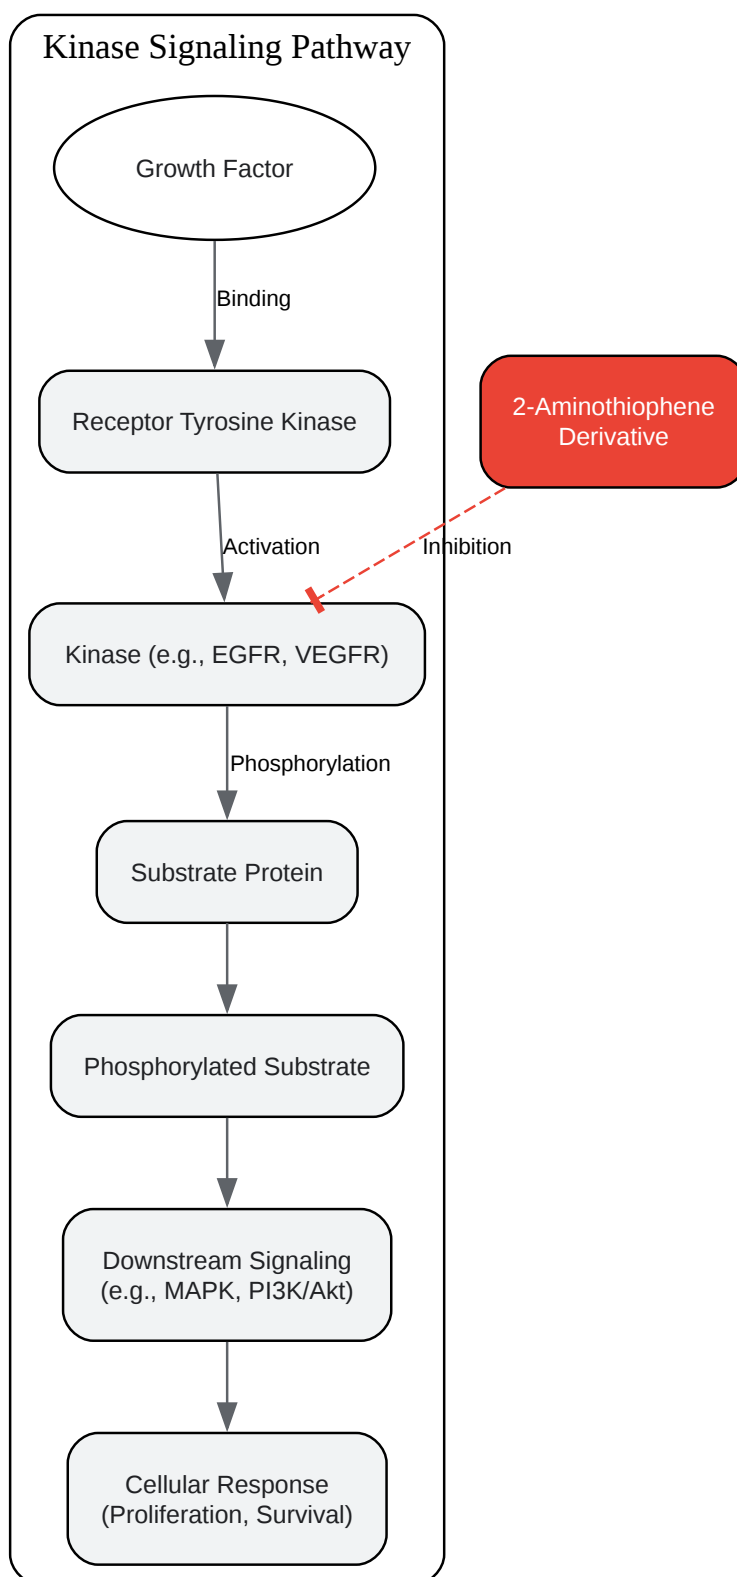 Kinase Signaling Pathway
Growth Factor
Binding
Receptor Tyrosine Kinase
2-Aminothiophene
Derivative
Activation
Inhibition
Kinase (e.g., EGFR, VEGFR)
Phosphorylation
Substrate Protein
Phosphorylated Substrate
Downstream Signaling
(e.g., MAPK, PI3K/Akt)
Cellular Response
(Proliferation, Survival)